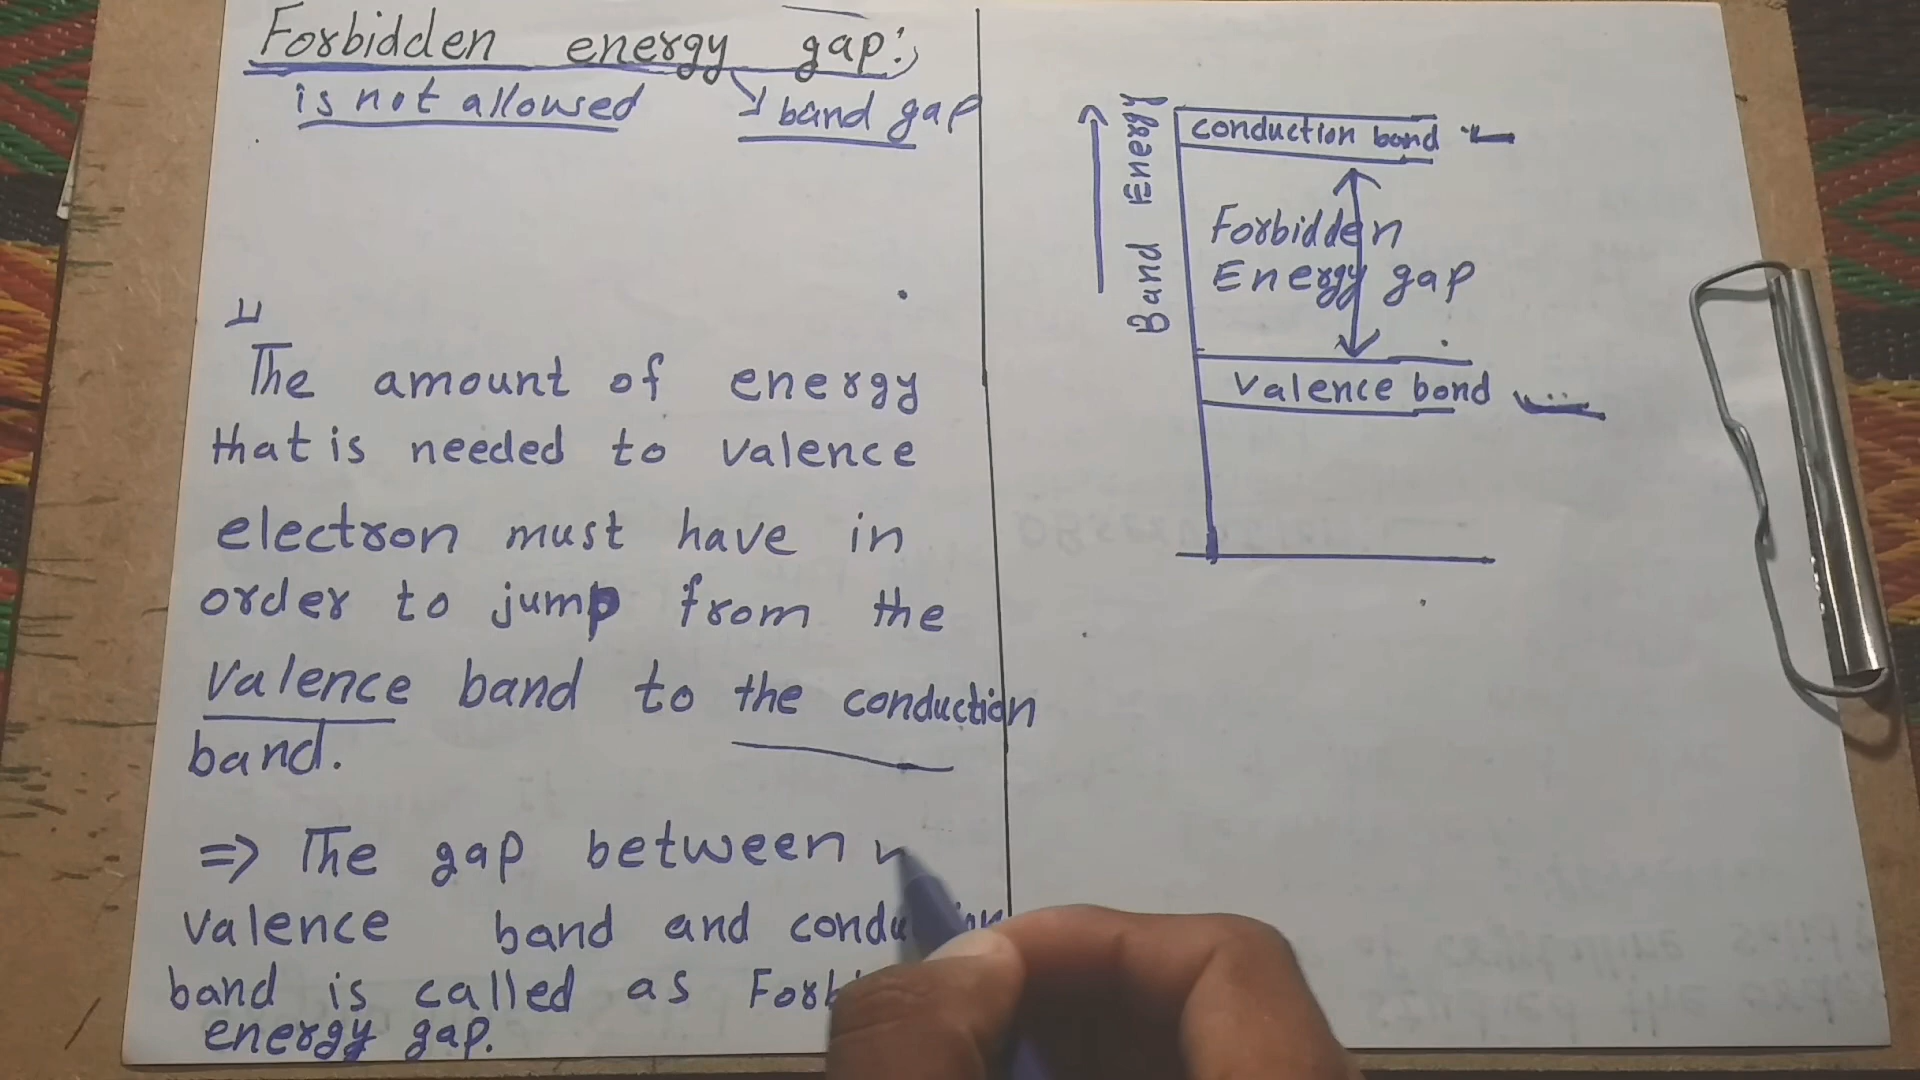 Forbidden energy gap:
is not allowed
band gap
The amount of energy
that is needed to valence
electron must have in
order to jump from the
valence band to the conduction
band.
=> The gap between
valence band and
band is called as
energy gap.
Band Energy
conduction band
Forbidden
Energy gap
Valence bond